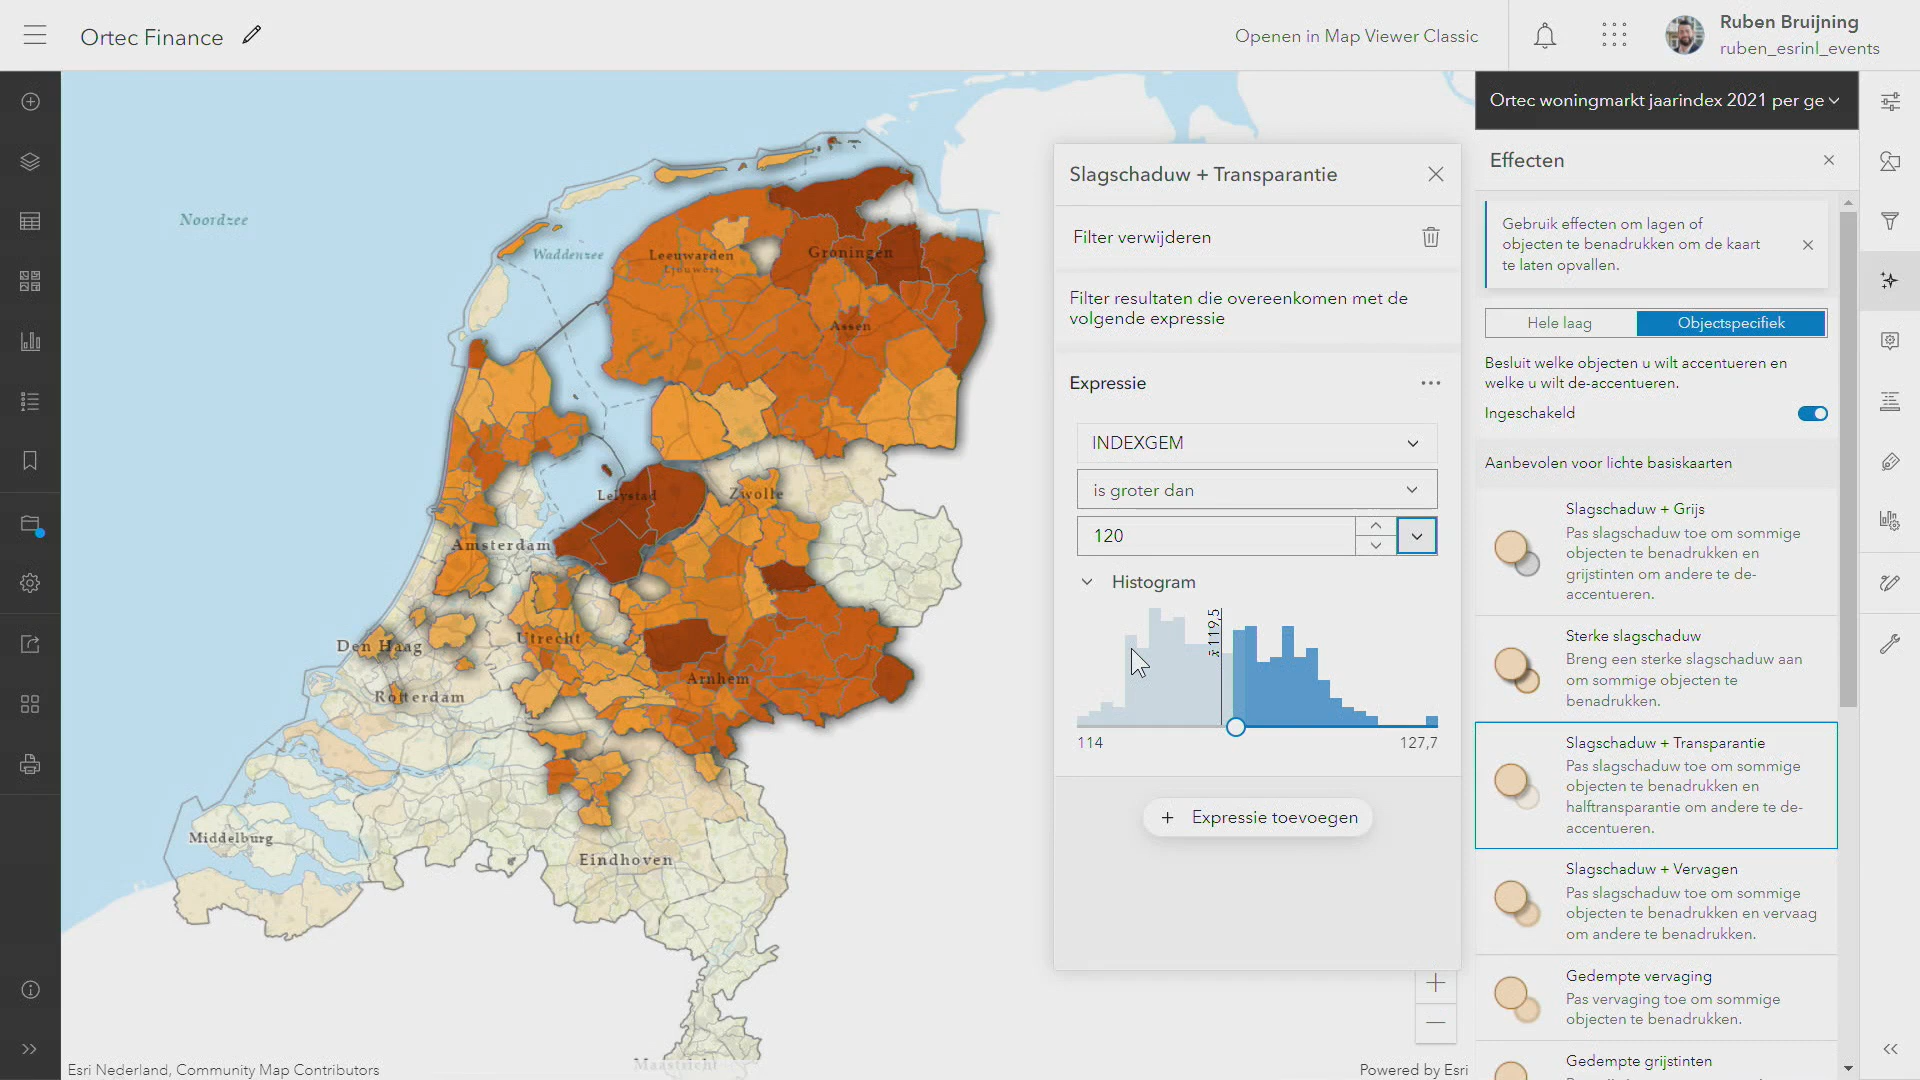 Ortec Finance
Openen in Map Viewer Classic
Ruben Bruijning
ruben_esrinl_events
Ortec woningmarkt jaarindex 2021 per ge
Effecten
Gebruik effecten om lagen of
objecten te benadrukken om de kaart
te laten opvallen.
Hele laag
Objectspecifiek
Besluit welke objecten u wilt accentueren en
welke u wilt de-accentueren.
Ingeschakeld
Aanbevolen voor lichte basiskaarten
Slagschaduw + Grijs
Pas slagschaduw toe om sommige
objecten te benadrukken en
grijstinten om andere te de-
accentueren.
Sterke slagschaduw
Breng een sterke slagschaduw aan
om sommige objecten te
benadrukken.
Slagschaduw + Transparantie
Pas slagschaduw toe om sommige
objecten te benadrukken en
halftransparantie om andere te de-
accentueren.
Slagschaduw + Vervagen
Pas slagschaduw toe om sommige
objecten te benadrukken en vervaag
om andere te benadrukken.
Gedempte vervaging
Pas vervaging toe om sommige
objecten te benadrukken.
Gedempte grijstinten
Slagschaduw + Transparantie
Filter verwijderen
Filter resultaten die overeenkomen met de
volgende expressie
Expressie
INDEXGEM
is groter dan
120
Histogram
x̄ 119,5
114
127,7
Expressie toevoegen
Noordzee
Waddenzee
Leeuwarden
Ljouwert
Groningen
Assen
Lelystad
Zwolle
Amsterdam
Utrecht
Den Haag
Rotterdam
Arnhem
Middelburg
Eindhoven
Maastricht
Esri Nederland, Community Map Contributors
Powered by Esri